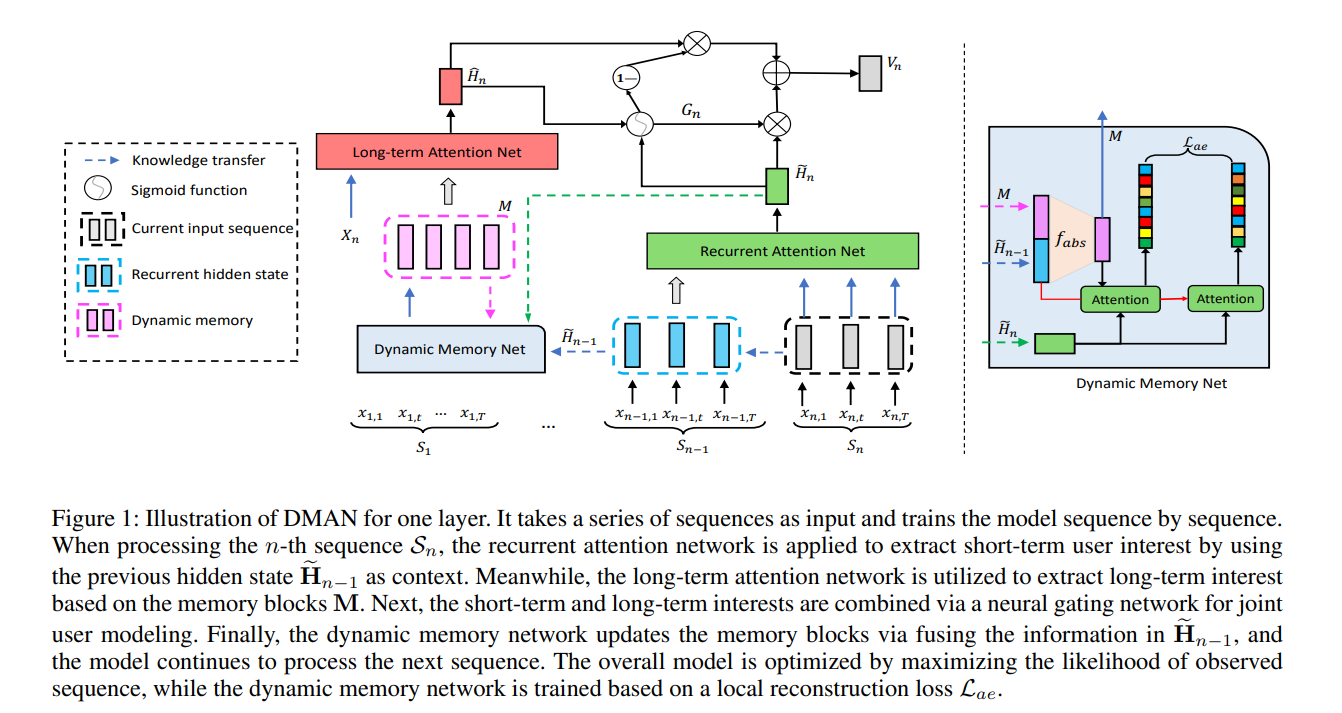 Knowledge transfer
Sigmoid function
Current input sequence
Recurrent hidden state
Dynamic memory
Ĥₙ
Long-term Attention Net
Xₙ
M
1—
Gₙ
Vₙ
H̃ₙ
Recurrent Attention Net
Dynamic Memory Net
H̃ₙ₋₁
x₁,₁ x₁,ₜ ... x₁,T
S₁
...
xₙ₋₁,₁ xₙ₋₁,ₜ xₙ₋₁,T
Sₙ₋₁
xₙ,₁ xₙ,ₜ xₙ,T
Sₙ
M
ℒae
M
fabs
H̃ₙ₋₁
Attention
Attention
H̃ₙ
Dynamic Memory Net
Figure 1: Illustration of DMAN for one layer. It takes a series of sequences as input and trains the model sequence by sequence.
When processing the n-th sequence 𝒮ₙ, the recurrent attention network is applied to extract short-term user interest by using
the previous hidden state H̃ₙ₋₁ as context. Meanwhile, the long-term attention network is utilized to extract long-term interest
based on the memory blocks M. Next, the short-term and long-term interests are combined via a neural gating network for joint
user modeling. Finally, the dynamic memory network updates the memory blocks via fusing the information in H̃ₙ₋₁, and
the model continues to process the next sequence. The overall model is optimized by maximizing the likelihood of observed
sequence, while the dynamic memory network is trained based on a local reconstruction loss ℒae.